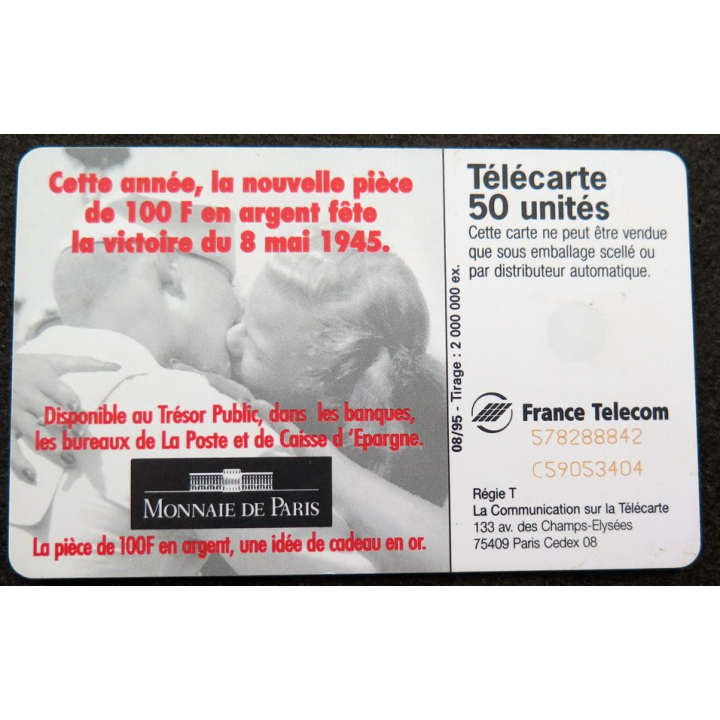 Cette année, la nouvelle pièce
de 100 F en argent fête
la victoire du 8 mai 1945.
Disponible au Trésor Public, dans les banques,
les bureaux de La Poste et de Caisse d'Epargne.
MONNAIE DE PARIS
La pièce de 100F en argent, une idée de cadeau en or.
08/95 - Tirage : 2 000 000 ex.
Télécarte
50 unités
Cette carte ne peut être vendue
que sous emballage scellé ou
par distributeur automatique.
France Telecom
578288842
C59053404
Régie T
La Communication sur la Télécarte
133 av. des Champs-Elysées
75409 Paris Cedex 08